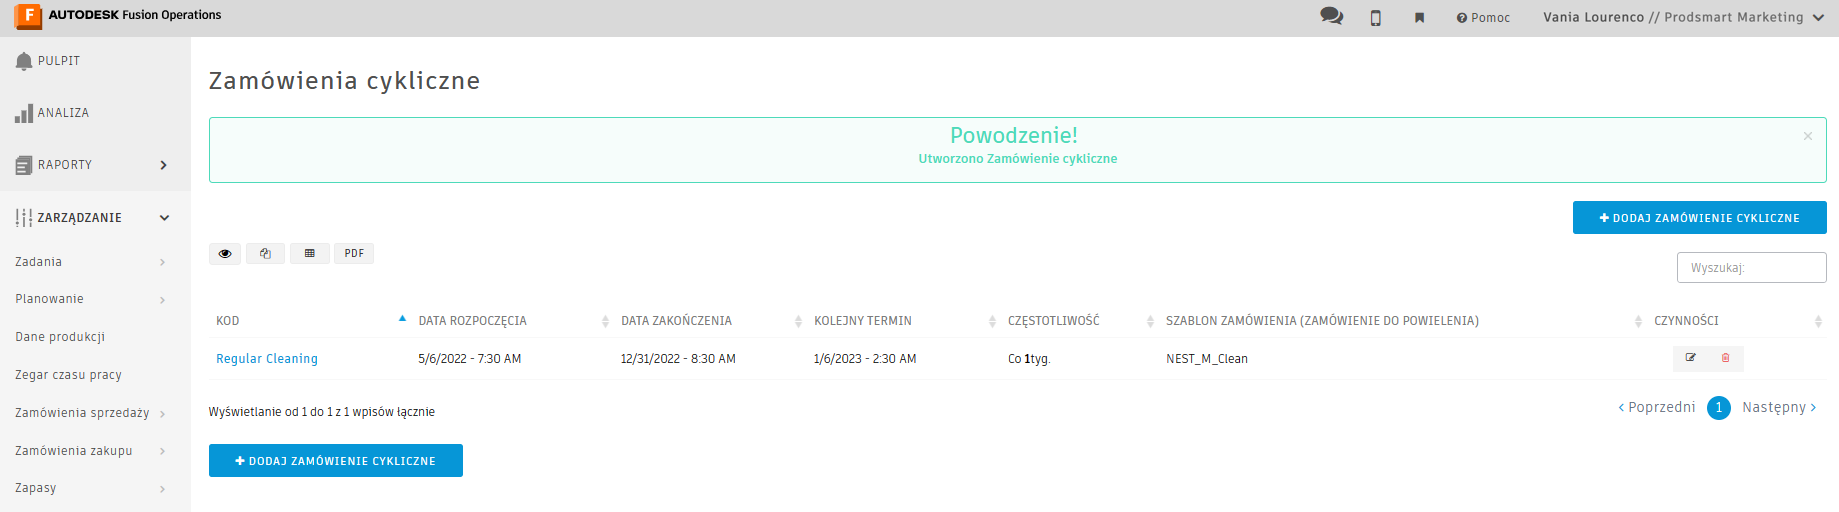 F AUTODESK Fusion Operations
Pomoc
Vania Lourenco // Prodsmart Marketing
PULPIT
ANALIZA
RAPORTY
ZARZĄDZANIE
Zadania
Planowanie
Dane produkcji
Zegar czasu pracy
Zamówienia sprzedaży
Zamówienia zakupu
Zapasy
Zamówienia cykliczne
Powodzenie!
×
Utworzono Zamówienie cykliczne
+ DODAJ ZAMÓWIENIE CYKLICZNE
PDF
Wyszukaj:
KOD DATA ROZPOCZĘCIA DATA ZAKOŃCZENIA KOLEJNY TERMIN CZĘSTOTLIWOŚĆ SZABLON ZAMÓWIENIA (ZAMÓWIENIE DO POWIELENIA) CZYNNOŚCI
Regular Cleaning 5/6/2022 - 7:30 AM 12/31/2022 - 8:30 AM 1/6/2023 - 2:30 AM Co 1tyg. NEST_M_Clean
Wyświetlanie od 1 do 1 z 1 wpisów łącznie
‹ Poprzedni 1 Następny ›
+ DODAJ ZAMÓWIENIE CYKLICZNE